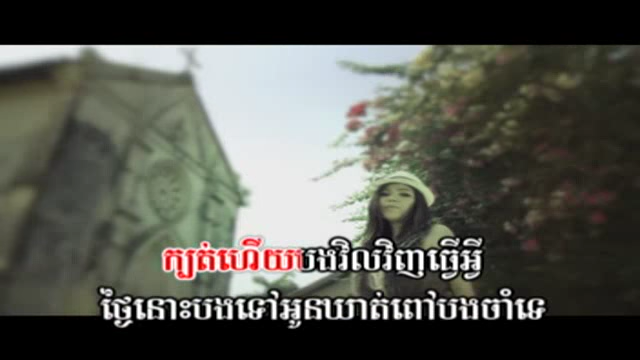 ក្បត់ហើយបងវិលវិញធ្វើអ្វី
ថ្ងៃនោះបងទៅអូនឃាត់ពៅបងចាំទេ